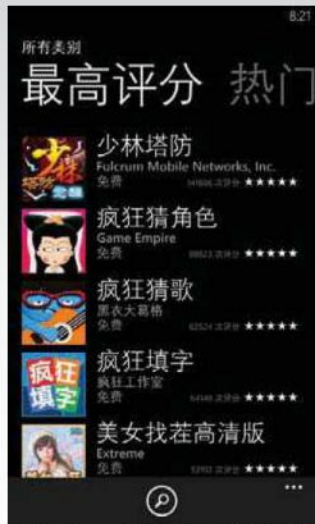 8:21
所有类别
最高评分 热门
少林塔防
Fulcrum Mobile Networks, Inc.
免费
疯狂猜角色
Game Empire
免费
疯狂猜歌
黑衣大葛格
免费
疯狂填字
疯狂工作室
免费
美女找茬高清版
Extreme
免费